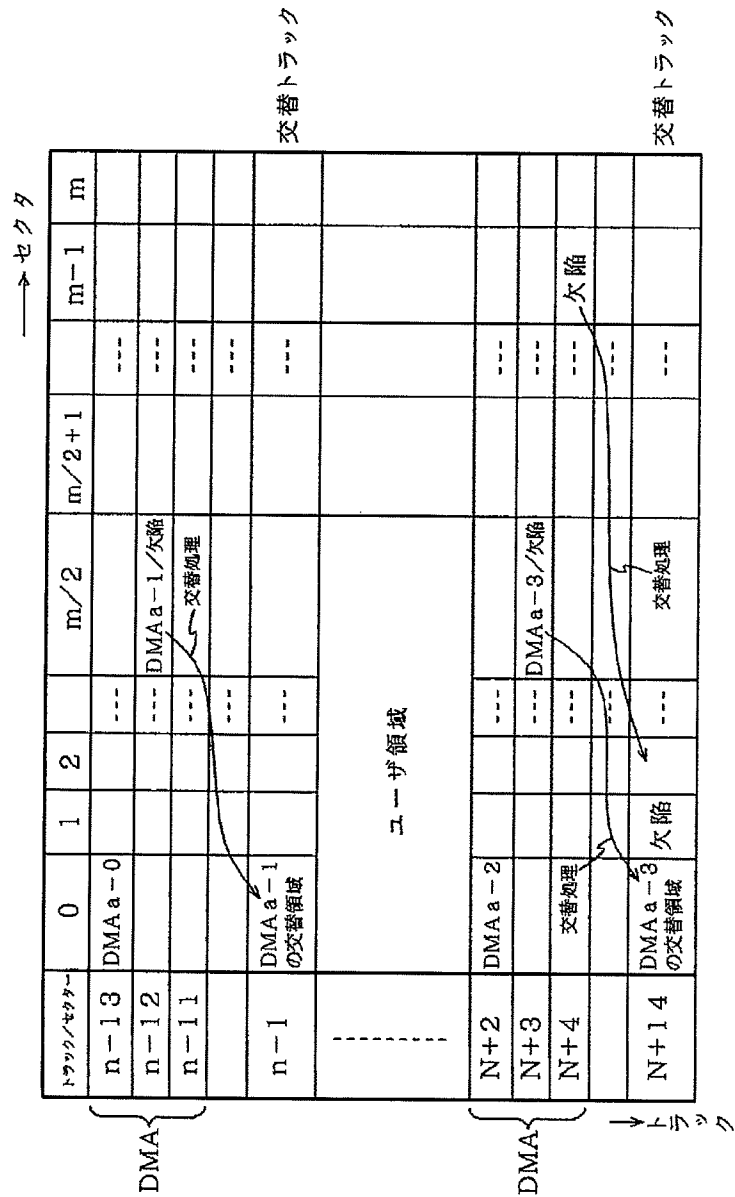 →セクタ
トラック/セクター 0 1 2 m/2 m/2+1 m-1 m
DMA
n-13 DMAa-0 ---- ----
n-12 ---- DMAa-1/欠陥 ----
n-11 ---- 交替処理 ----
---- ----
n-1 DMAa-1の交替領域 ---- ---- 交替トラック
---------- ユーザ領域
DMA
N+2 DMAa-2 ---- ----
N+3 ---- DMAa-3/欠陥 ----
N+4 交替処理 ---- ---- 欠陥
---- ----
N+14 DMAa-3の交替領域 欠陥 ---- 交替処理 ---- 交替トラック
→トラック